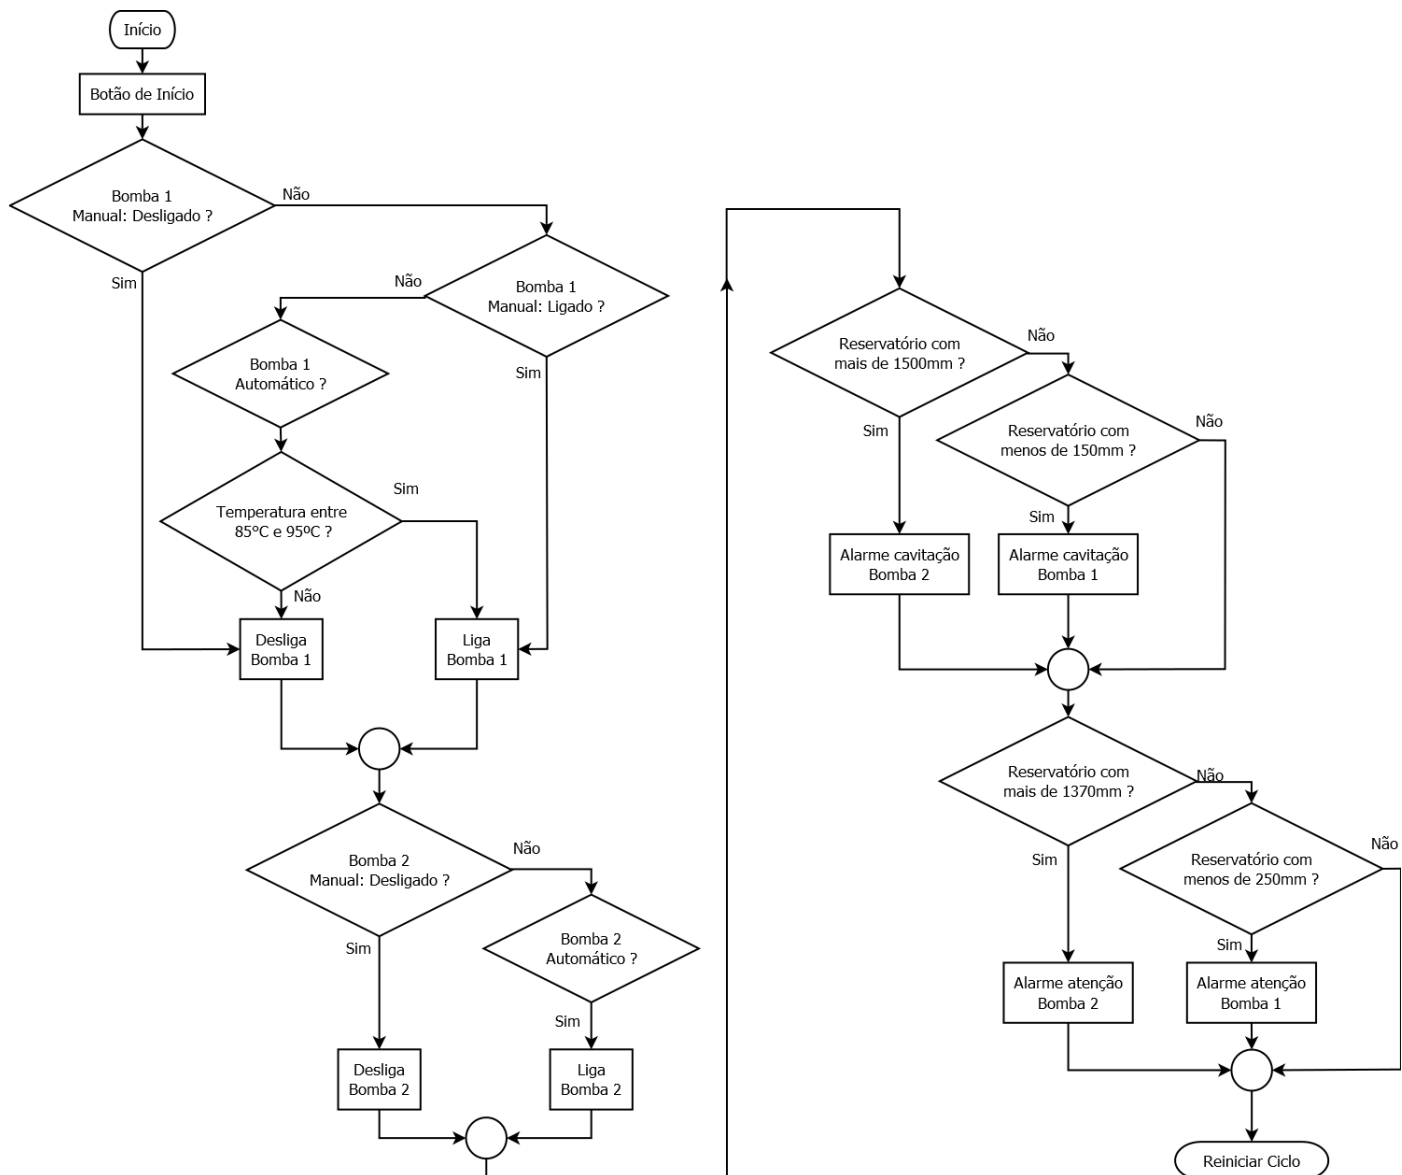 Início
Botão de Início
Bomba 1
Manual: Desligado ?
Não
Sim
Bomba 1
Manual: Ligado ?
Não
Sim
Bomba 1
Automático ?
Temperatura entre
85°C e 95ºC ?
Sim
Não
Desliga
Bomba 1
Liga
Bomba 1
Bomba 2
Manual: Desligado ?
Não
Sim
Bomba 2
Automático ?
Sim
Desliga
Bomba 2
Liga
Bomba 2
Reservatório com
mais de 1500mm ?
Não
Sim
Reservatório com
menos de 150mm ?
Não
Sim
Alarme cavitação
Bomba 2
Alarme cavitação
Bomba 1
Reservatório com
mais de 1370mm ?
Não
Sim
Reservatório com
menos de 250mm ?
Não
Sim
Alarme atenção
Bomba 2
Alarme atenção
Bomba 1
Reiniciar Ciclo